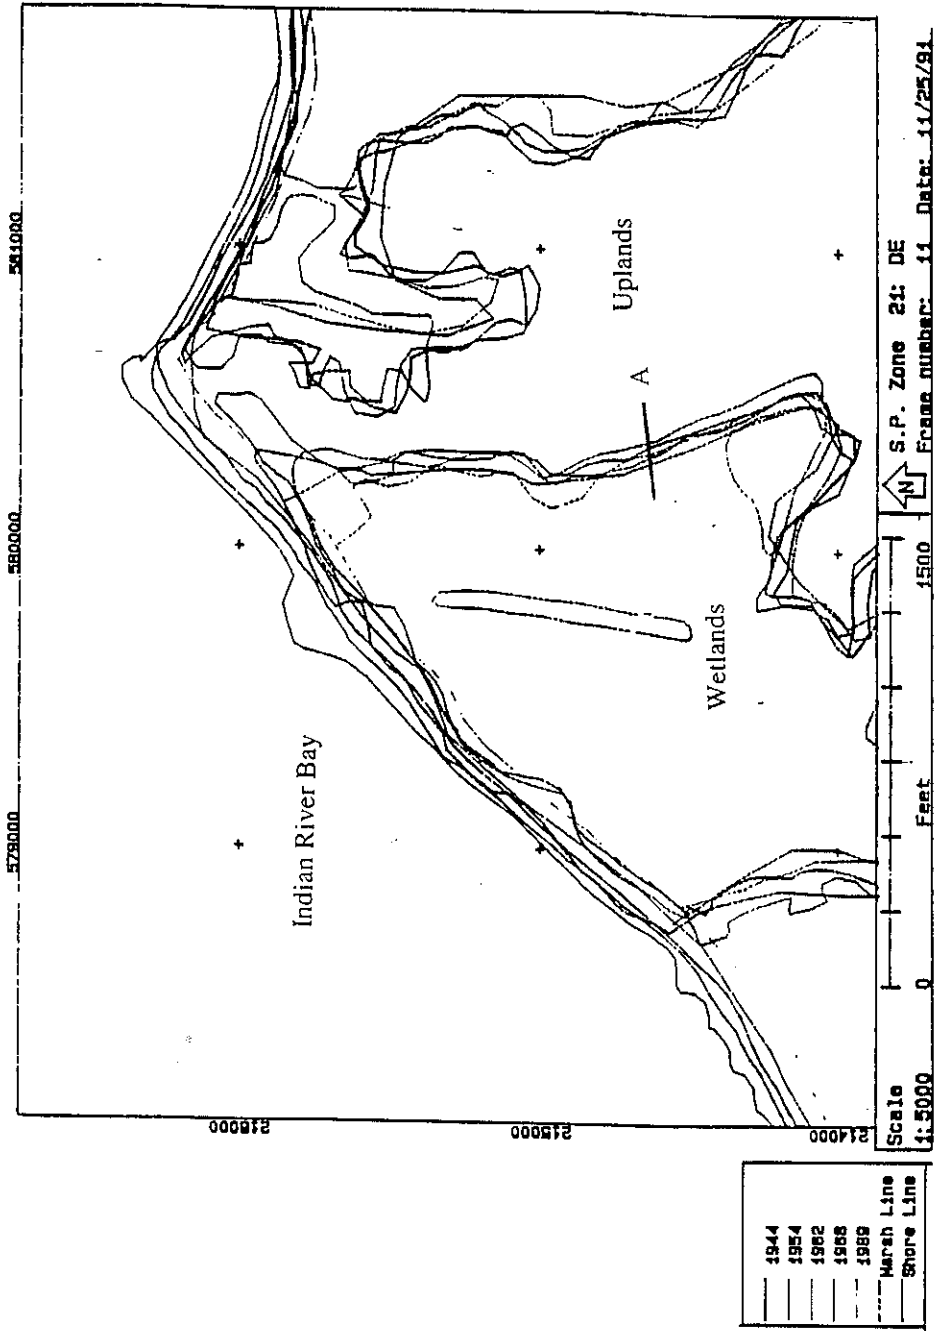 579000
580000
581000
216000
215000
214000
Indian River Bay
Wetlands
Uplands
A
Scale
1:5000
0
Feet
1500
N
S.P. Zone 21: DE
Frame number: 11 Date: 11/25/91
1944
1954
1962
1968
1989
Marsh Line
Shore Line